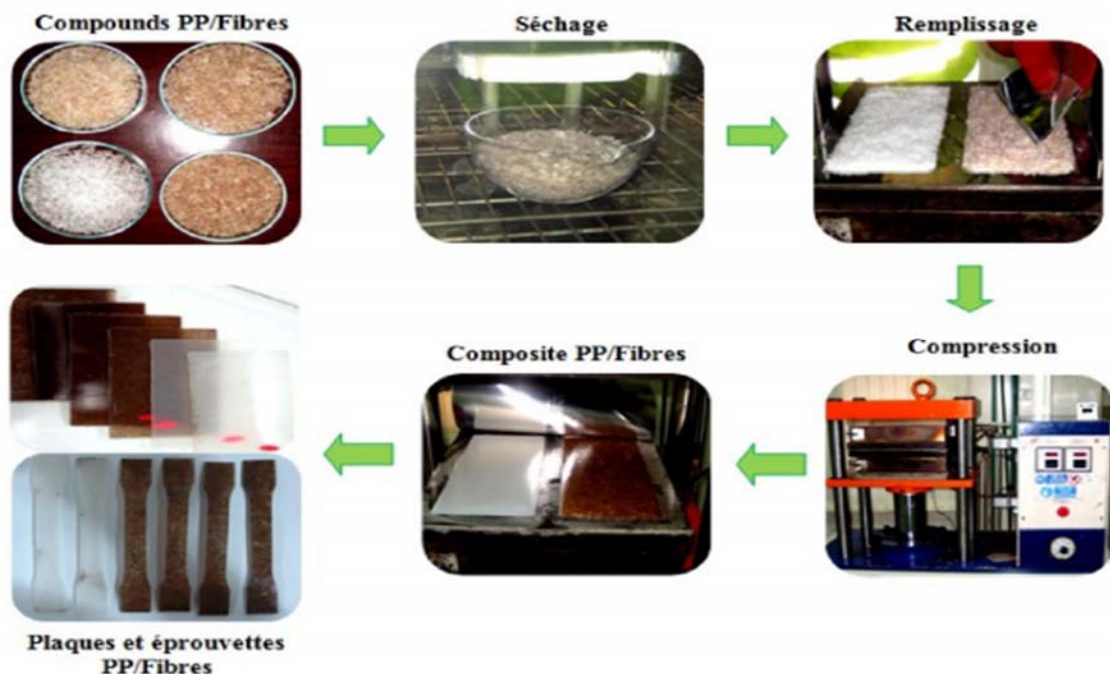 Compounds PP/Fibres
Séchage
Remplissage
Compression
Composite PP/Fibres
Plaques et éprouvettes
PP/Fibres